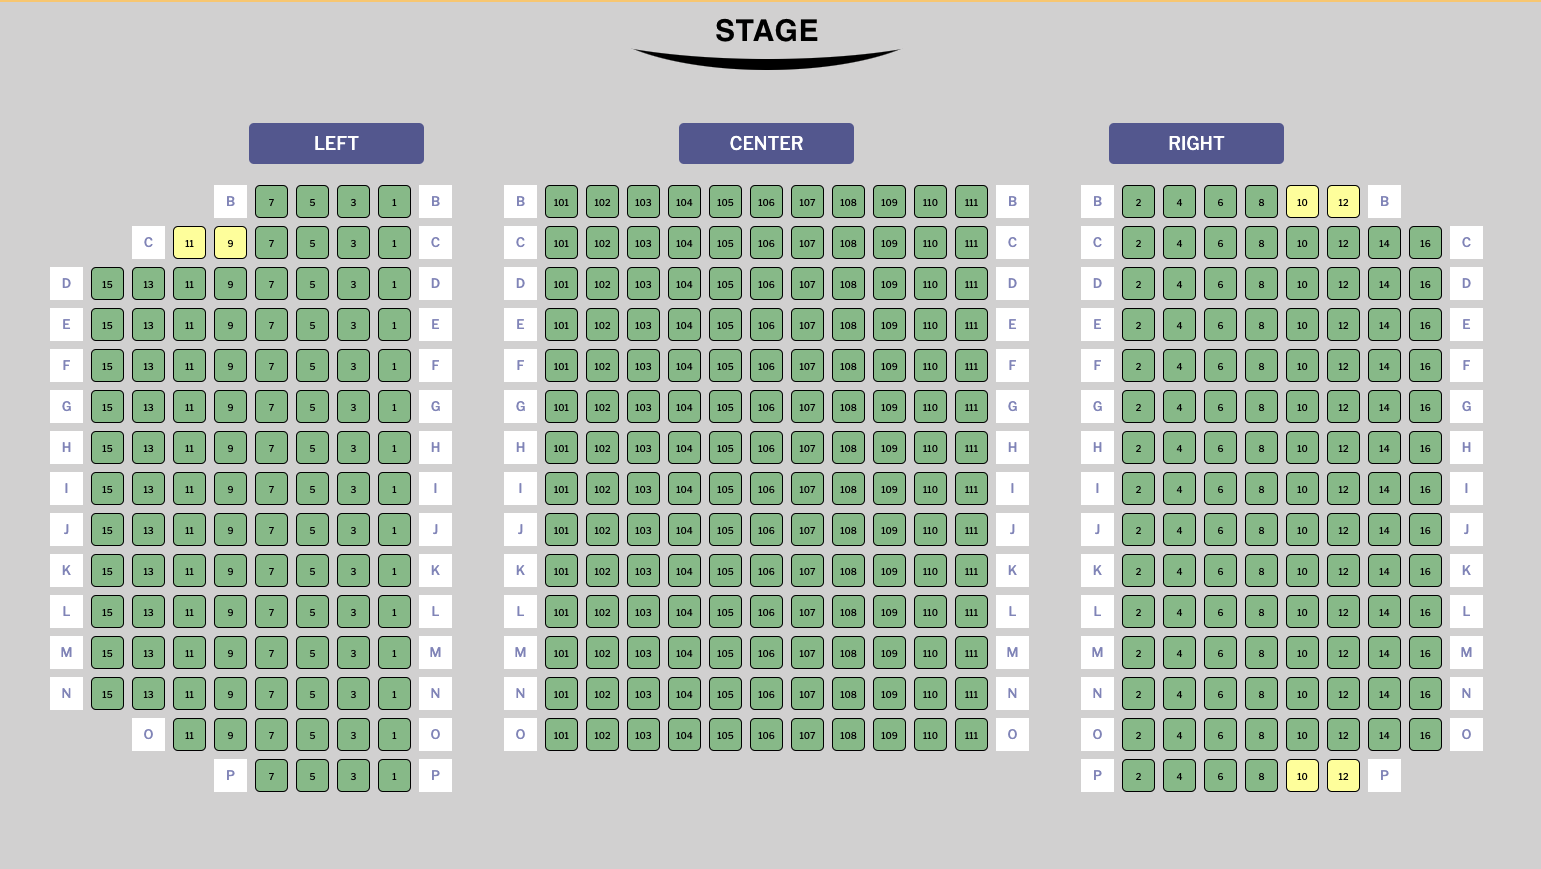 STAGE
LEFT CENTER RIGHT
B 7 5 3 1 B B 101 102 103 104 105 106 107 108 109 110 111 B B 2 4 6 8 10 12 B
C 11 9 7 5 3 1 C C 101 102 103 104 105 106 107 108 109 110 111 C C 2 4 6 8 10 12 14 16 C
D 15 13 11 9 7 5 3 1 D D 101 102 103 104 105 106 107 108 109 110 111 D D 2 4 6 8 10 12 14 16 D
E 15 13 11 9 7 5 3 1 E E 101 102 103 104 105 106 107 108 109 110 111 E E 2 4 6 8 10 12 14 16 E
F 15 13 11 9 7 5 3 1 F F 101 102 103 104 105 106 107 108 109 110 111 F F 2 4 6 8 10 12 14 16 F
G 15 13 11 9 7 5 3 1 G G 101 102 103 104 105 106 107 108 109 110 111 G G 2 4 6 8 10 12 14 16 G
H 15 13 11 9 7 5 3 1 H H 101 102 103 104 105 106 107 108 109 110 111 H H 2 4 6 8 10 12 14 16 H
I 15 13 11 9 7 5 3 1 I I 101 102 103 104 105 106 107 108 109 110 111 I I 2 4 6 8 10 12 14 16 I
J 15 13 11 9 7 5 3 1 J J 101 102 103 104 105 106 107 108 109 110 111 J J 2 4 6 8 10 12 14 16 J
K 15 13 11 9 7 5 3 1 K K 101 102 103 104 105 106 107 108 109 110 111 K K 2 4 6 8 10 12 14 16 K
L 15 13 11 9 7 5 3 1 L L 101 102 103 104 105 106 107 108 109 110 111 L L 2 4 6 8 10 12 14 16 L
M 15 13 11 9 7 5 3 1 M M 101 102 103 104 105 106 107 108 109 110 111 M M 2 4 6 8 10 12 14 16 M
N 15 13 11 9 7 5 3 1 N N 101 102 103 104 105 106 107 108 109 110 111 N N 2 4 6 8 10 12 14 16 N
O 11 9 7 5 3 1 O O 101 102 103 104 105 106 107 108 109 110 111 O O 2 4 6 8 10 12 14 16 O
P 7 5 3 1 P P 2 4 6 8 10 12 P